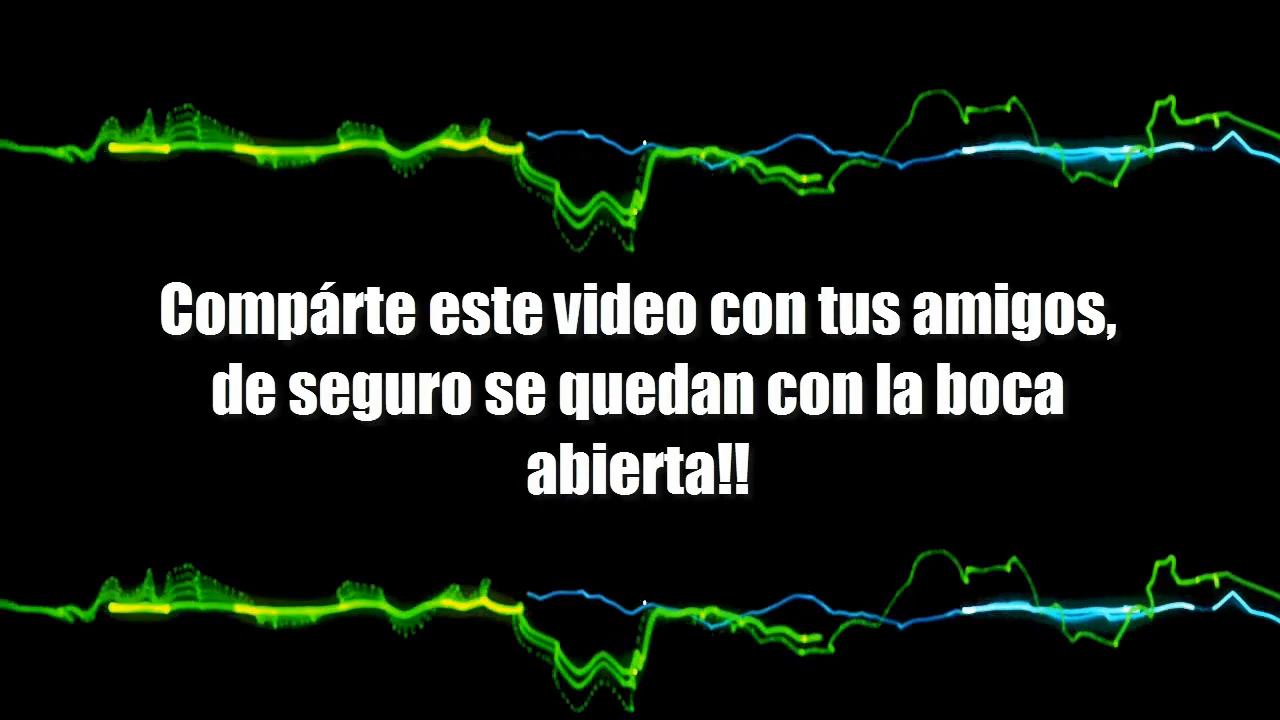 Compárte este video con tus amigos,
de seguro se quedan con la boca
abierta!!